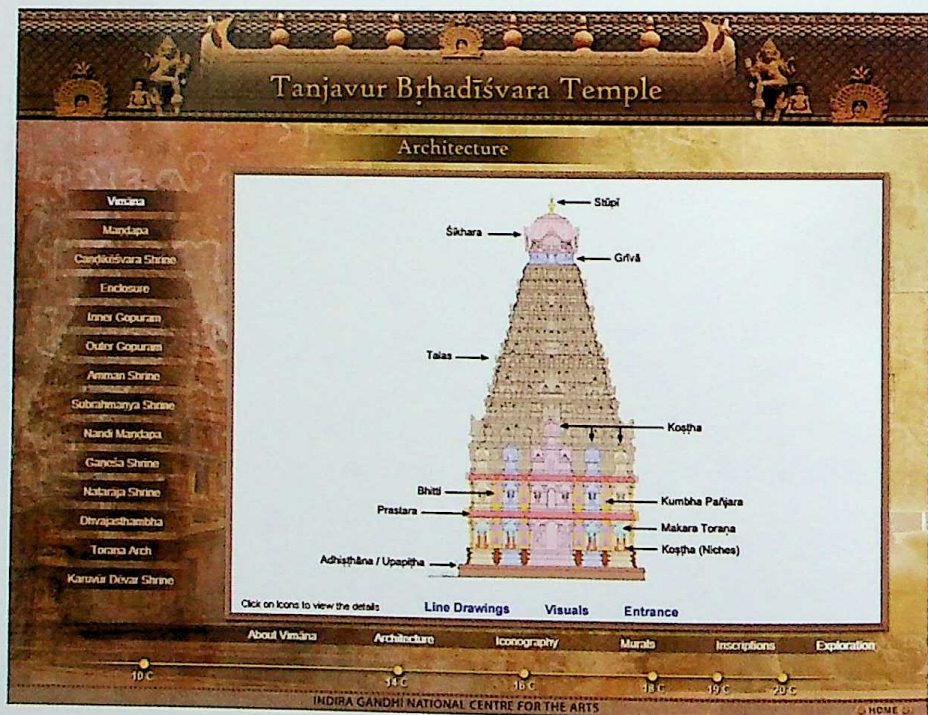 Tanjavur Bṛhadīśvara Temple
Architecture
Vimāna
Maṇḍapa
Caṇḍikēśvara Shrine
Enclosure
Inner Gopuram
Outer Gopuram
Amman Shrine
Subrahmanya Shrine
Nandi Maṇḍapa
Gaṇeśa Shrine
Naṭarāja Shrine
Dhvajasthambha
Torana Arch
Karuvūr Dēvar Shrine
Stūpī
Śikhara
Grīvā
Talas
Koṣṭha
Bhitti
Kumbha Pañjara
Prastara
Makara Toraṇa
Koṣṭha (Niches)
Adhiṣṭhāna / Upapīṭha
Click on Icons to view the details
Line Drawings Visuals Entrance
About Vimāna Architecture Iconography Murals Inscriptions Exploration
10 C 14 C 16 C 18 C 19 C 20 C
INDIRA GANDHI NATIONAL CENTRE FOR THE ARTS
HOME